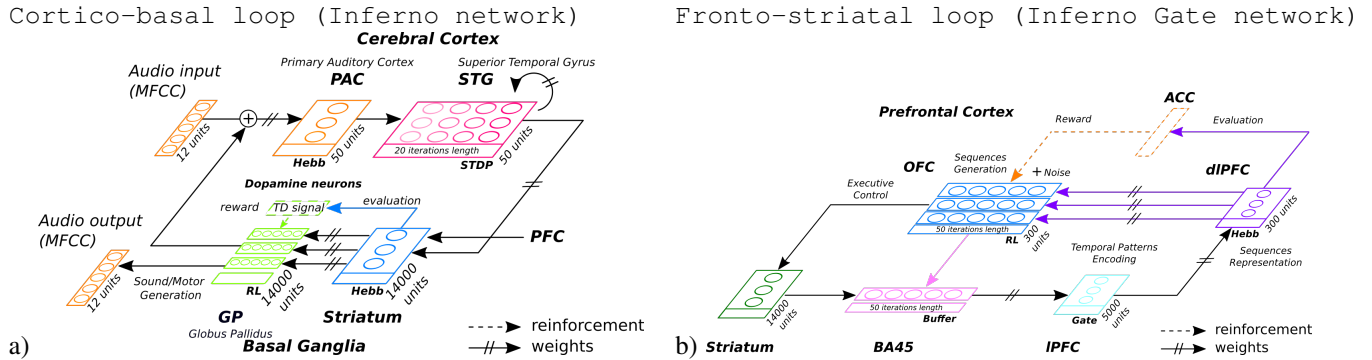 Cortico-basal loop (Inferno network)
Cerebral Cortex
Primary Auditory Cortex
PAC
Superior Temporal Gyrus
STG
Audio input
(MFCC)
12 units
+
Hebb
50 units
20 iterations length
STDP
50 units
Dopamine neurons
reward
TD signal
evaluation
Audio output
(MFCC)
12 units
PFC
Sound/Motor
Generation
RL
14000
units
Hebb
14000
units
GP
Globus Pallidus
Striatum
Basal Ganglia
reinforcement
weights
a)
Fronto-striatal loop (Inferno Gate network)
ACC
Reward
Evaluation
Prefrontal Cortex
OFC
Sequences
Generation
+ Noise
dlPFC
Executive
Control
50 iterations length
RL
300
units
Hebb
300 units
Temporal Patterns
Encoding
Sequences
Representation
14000
units
50 iterations length
Buffer
Gate
5000
units
Striatum
BA45
lPFC
reinforcement
weights
b)